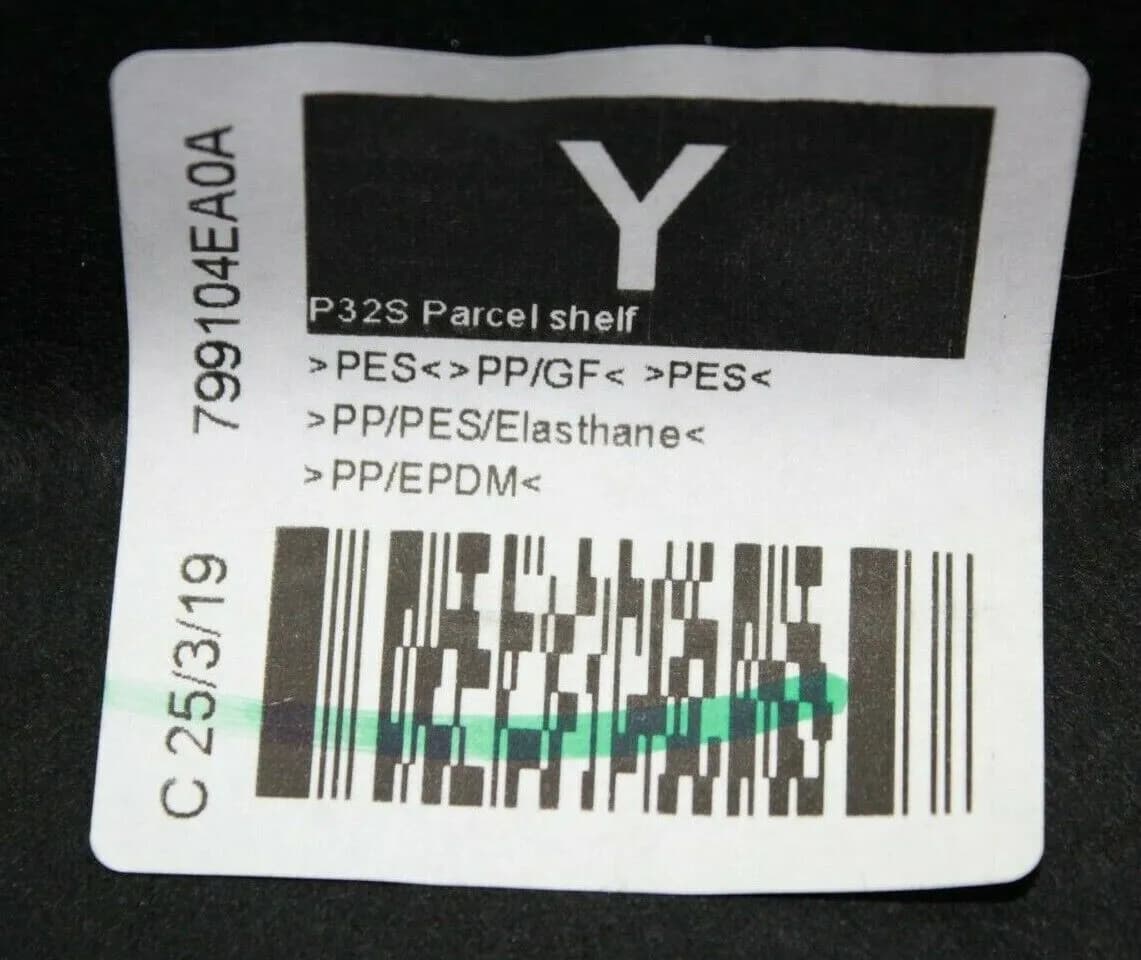 Y
P32S Parcel shelf
>PES<>PP/GF< >PES<
>PP/PES/Elasthane<
>PP/EPDM<
799104EA0A
C 25/3/19